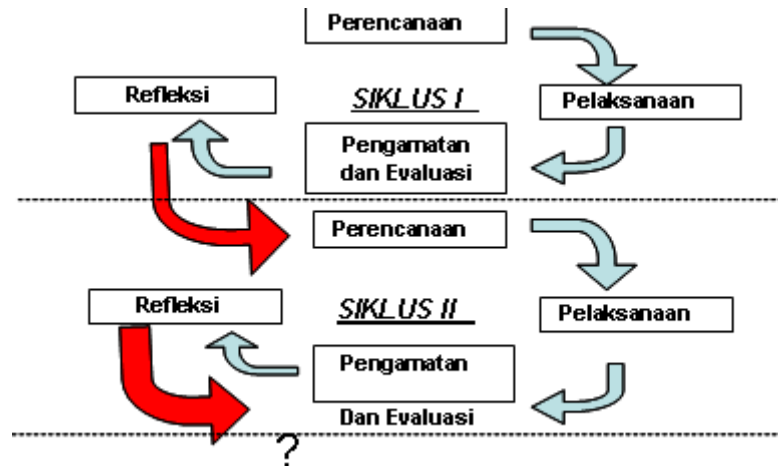 Perencanaan
Refleksi
SIKLUS I
Pelaksanaan
Pengamatan
dan Evaluasi
Perencanaan
Refleksi
SIKLUS II
Pelaksanaan
Pengamatan
Dan Evaluasi
?